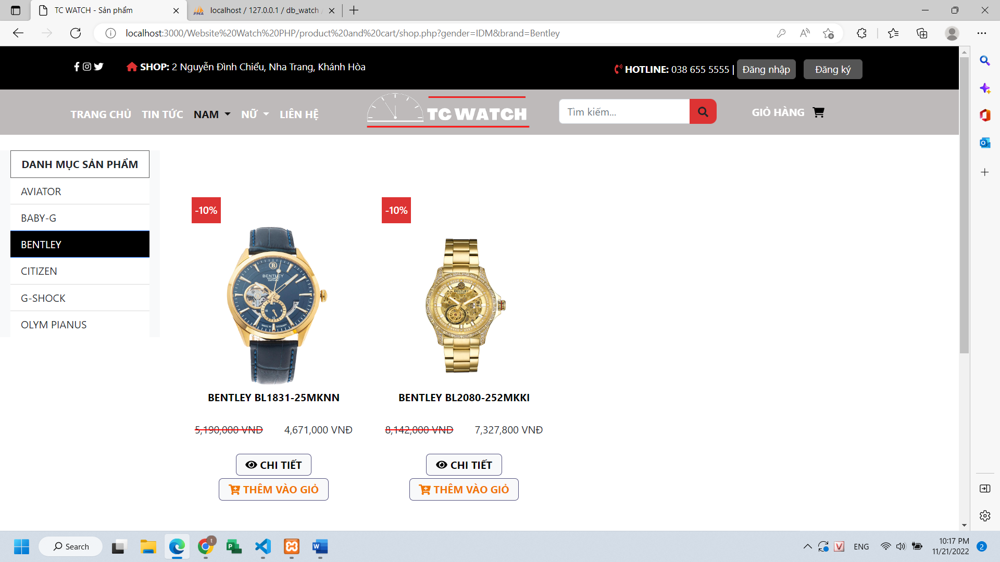 TC WATCH - Sản phẩm
localhost / 127.0.0.1 / db_watch
localhost:3000/Website%20Watch%20PHP/product%20and%20cart/shop.php?gender=IDM&brand=Bentley
SHOP: 2 Nguyễn Đình Chiểu, Nha Trang, Khánh Hòa
HOTLINE: 038 655 5555 | Đăng nhập Đăng ký
TRANG CHỦ TIN TỨC NAM NỮ LIÊN HỆ
TC WATCH
Tìm kiếm...
GIỎ HÀNG
DANH MỤC SẢN PHẨM
AVIATOR
BABY-G
BENTLEY
CITIZEN
G-SHOCK
OLYM PIANUS
-10% -10%
BENTLEY
AUTOMATIC
BENTLEY
BENTLEY BL1831-25MKNN BENTLEY BL2080-252MKKI
5,190,000 VNĐ 4,671,000 VNĐ 8,142,000 VNĐ 7,327,800 VNĐ
CHI TIẾT CHI TIẾT
THÊM VÀO GIỎ THÊM VÀO GIỎ
Search
ENG
10:17 PM
11/21/2022
2